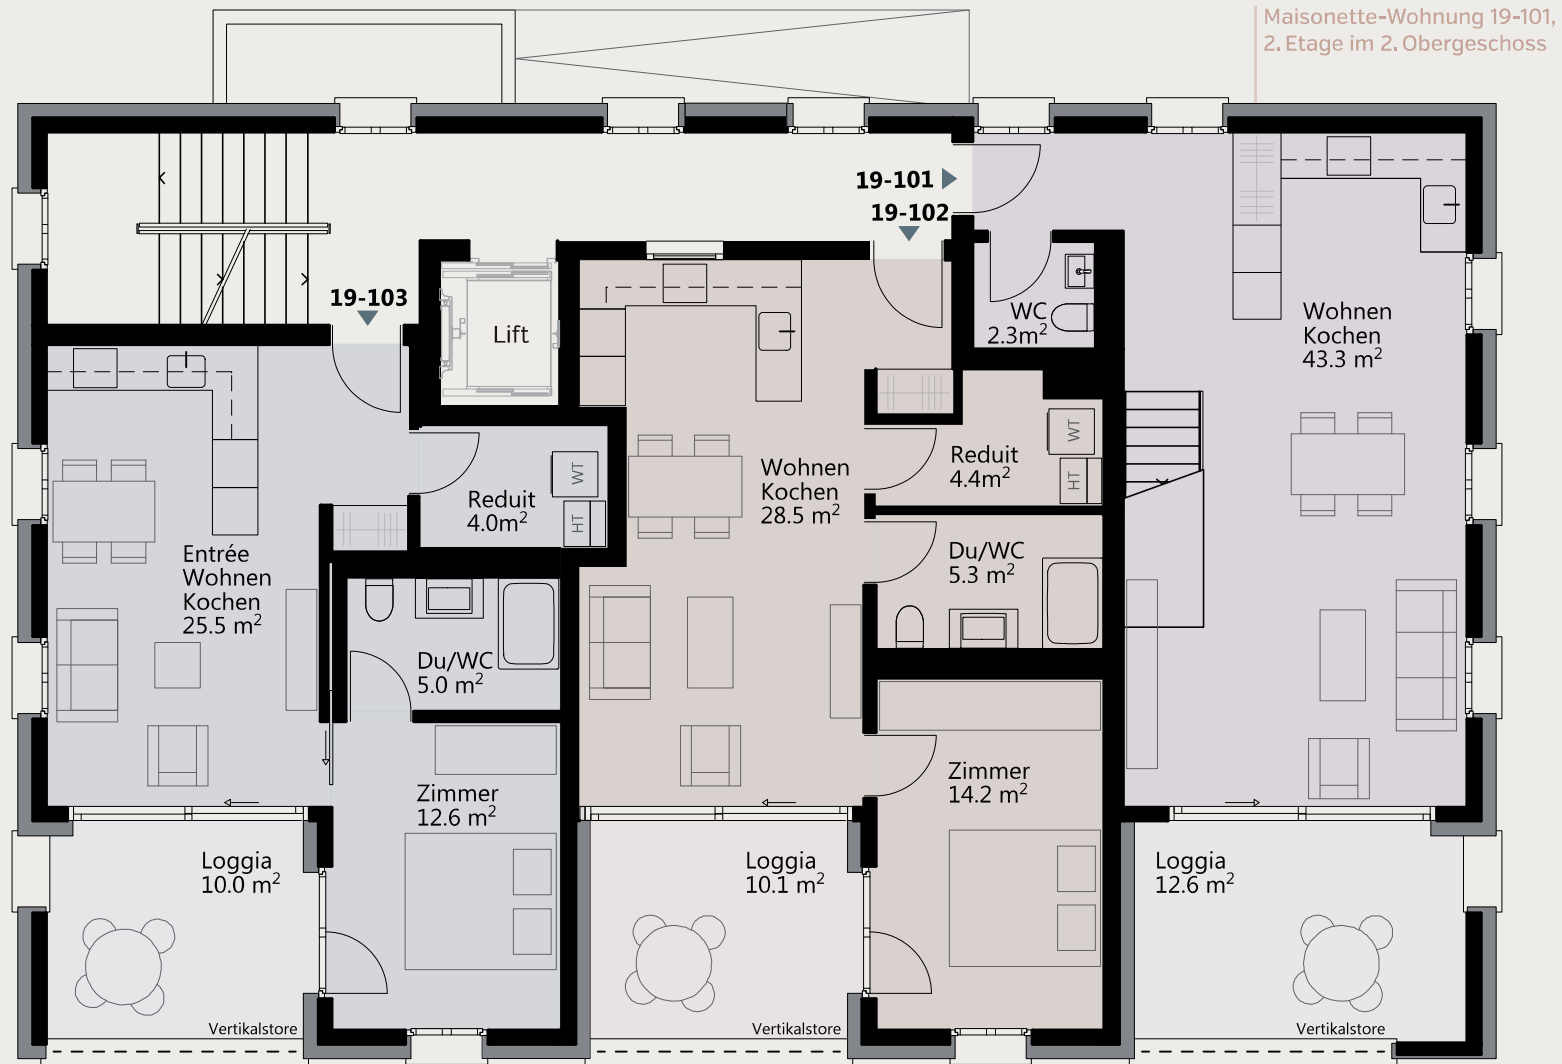 Maisonette-Wohnung 19-101,
2. Etage im 2. Obergeschoss
19-101
19-102
19-103
Lift
WC
2.3m²
Wohnen
Kochen
43.3 m²
Reduit
4.4m²
WT
HT
Wohnen
Kochen
28.5 m²
Reduit
4.0m²
WT
HT
Entrée
Wohnen
Kochen
25.5 m²
Du/WC
5.3 m²
Du/WC
5.0 m²
Zimmer
14.2 m²
Zimmer
12.6 m²
Loggia
10.0 m²
Loggia
10.1 m²
Loggia
12.6 m²
Vertikalstore
Vertikalstore
Vertikalstore